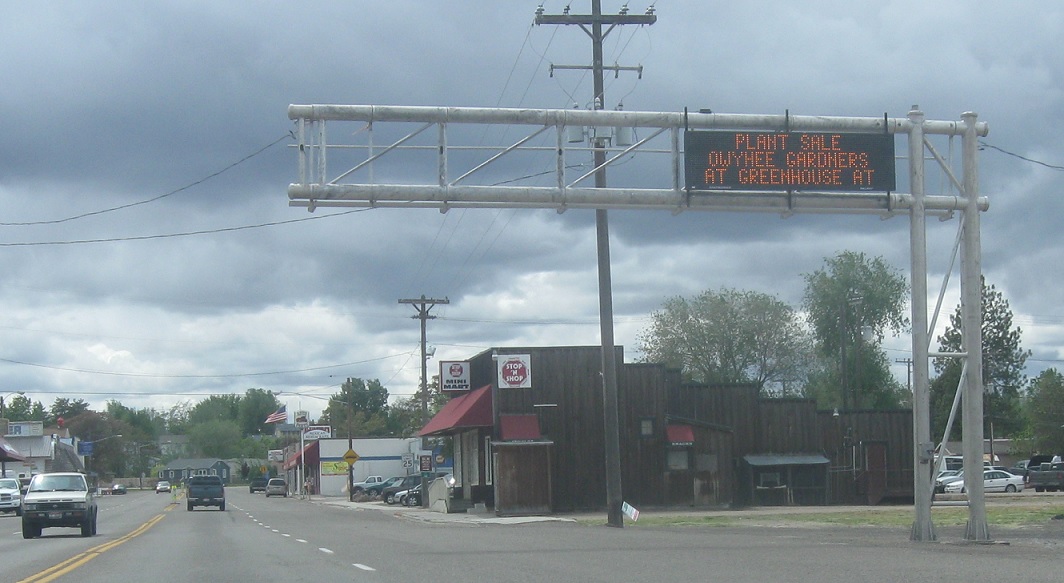 PLANT SALE
OWYHEE GARDNERS
AT GREENHOUSE AT
MINI
MART
STOP
'N
SHOP